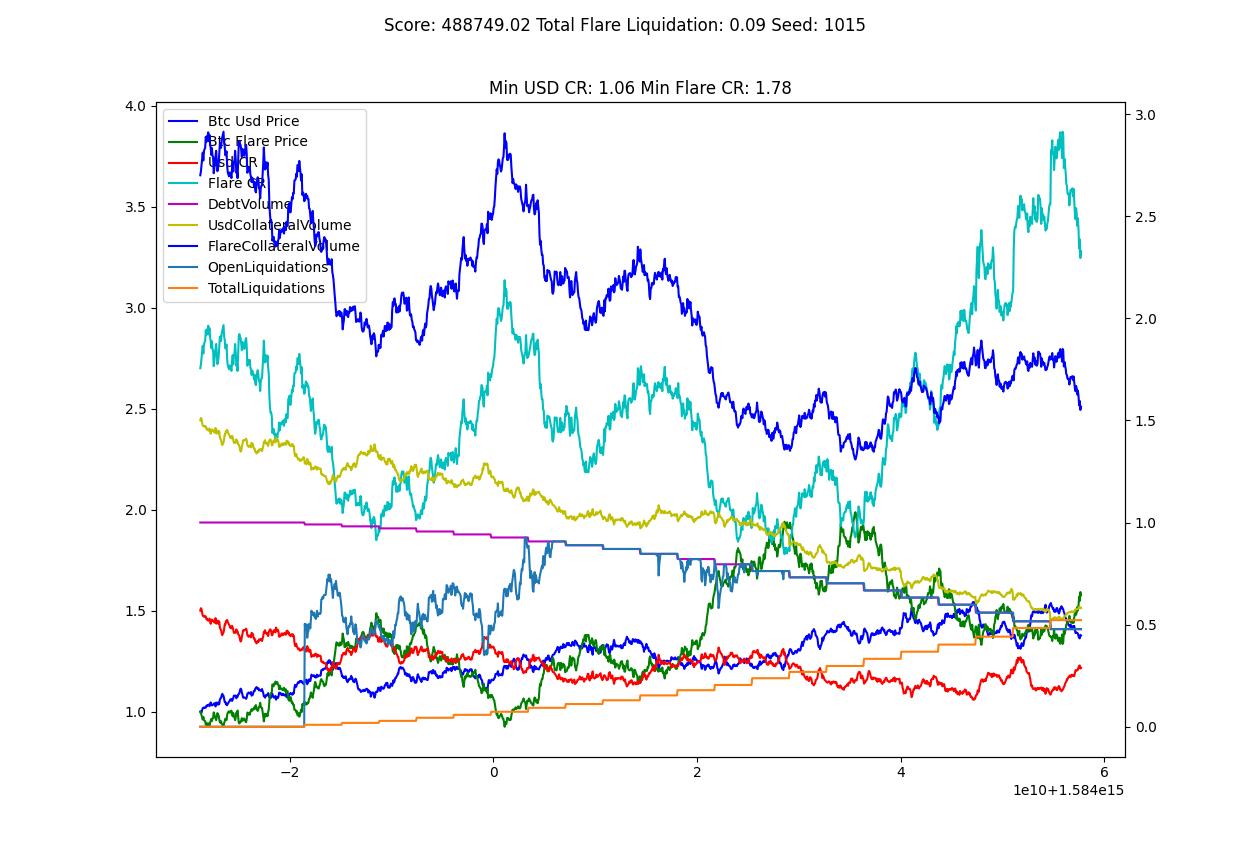 Score: 488749.02 Total Flare Liquidation: 0.09 Seed: 1015
Min USD CR: 1.06 Min Flare CR: 1.78
Btc Usd Price
Btc Flare Price
Usd CR
Flare CR
DebtVolume
UsdCollateralVolume
FlareCollateralVolume
OpenLiquidations
TotalLiquidations
4.0
3.5
3.0
2.5
2.0
1.5
1.0
3.0
2.5
2.0
1.5
1.0
0.5
0.0
−2
0
2
4
6
1e10+1.584e15